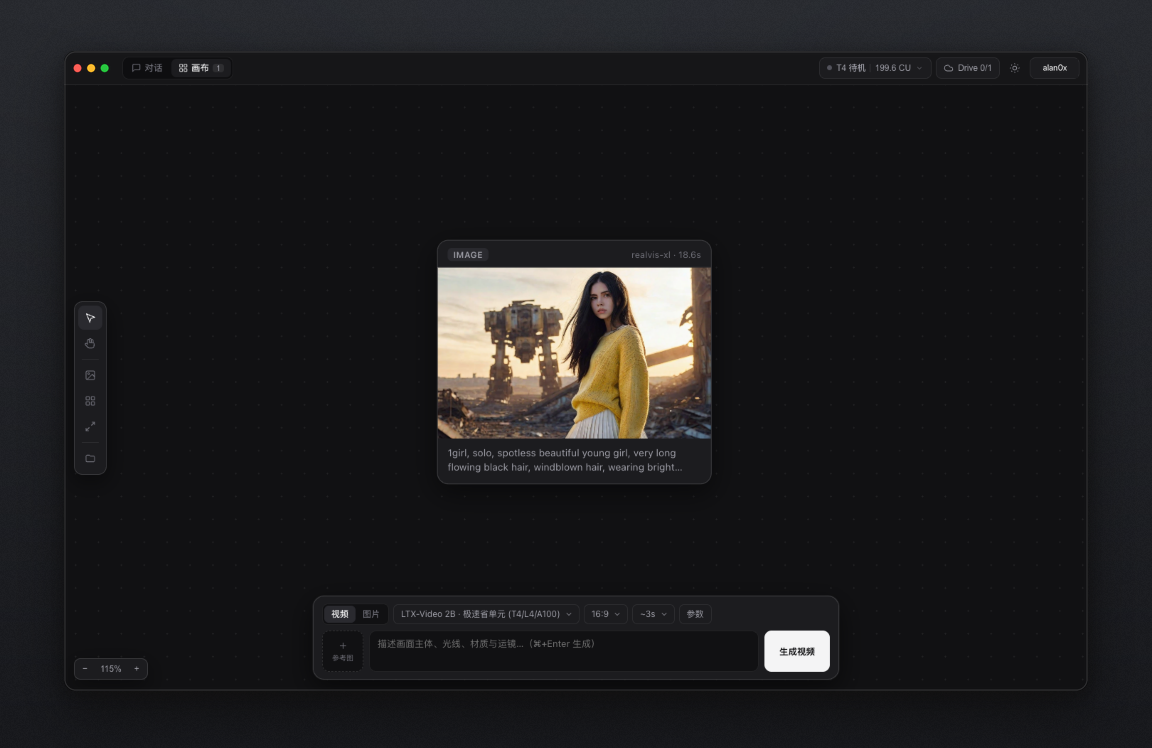 对话
画布 1
T4 待机 199.6 CU
Drive 0/1
alan0x
IMAGE
realvis-xl · 18.6s
1girl, solo, spotless beautiful young girl, very long
flowing black hair, windblown hair, wearing bright...
视频 图片 LTX-Video 2B · 极速省单元 (T4/L4/A100) 16:9 ~3s 参数
+
参考图
描述画面主体、光线、材质与运镜... (⌘+Enter 生成)
生成视频
− 115% +